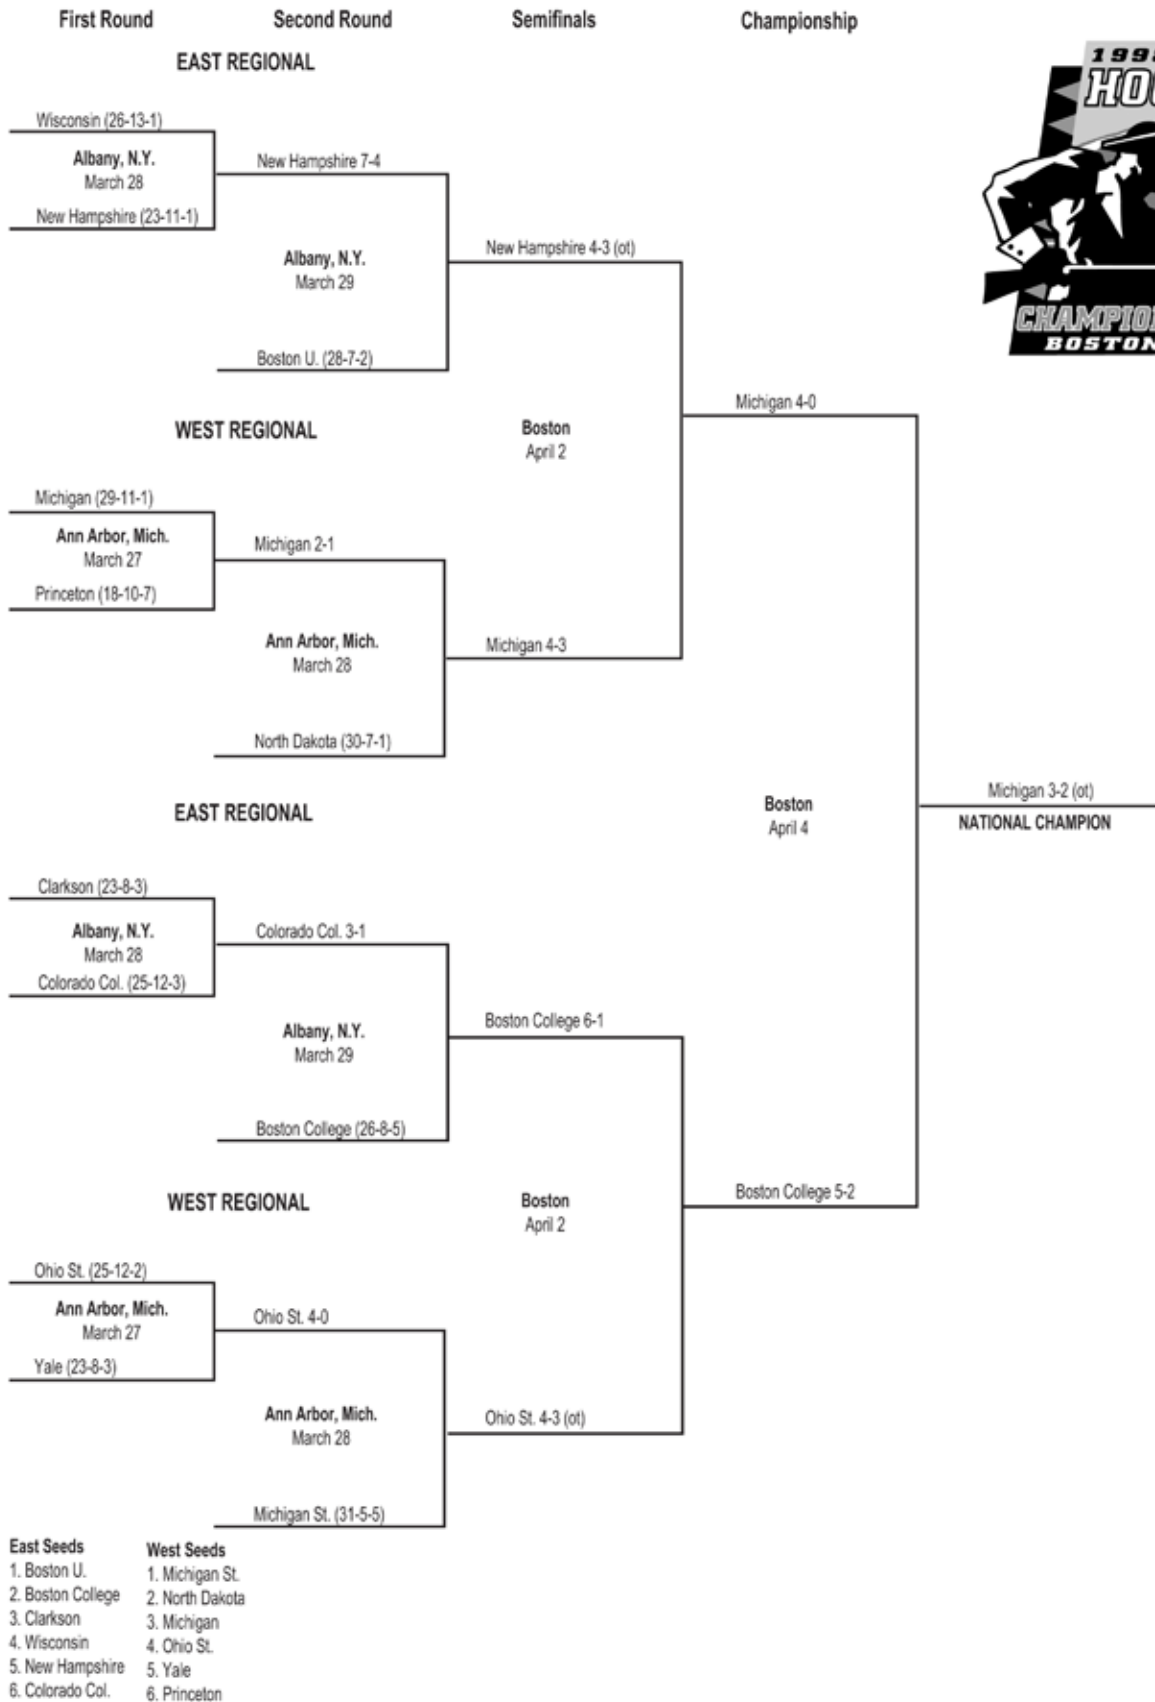 First Round Second Round Semifinals Championship
EAST REGIONAL
Wisconsin (26-13-1)
Albany, N.Y.
March 28
New Hampshire (23-11-1)
New Hampshire 7-4
Albany, N.Y.
March 29
Boston U. (28-7-2)
New Hampshire 4-3 (ot)
WEST REGIONAL
Michigan (29-11-1)
Ann Arbor, Mich.
March 27
Princeton (18-10-7)
Michigan 2-1
Ann Arbor, Mich.
March 28
North Dakota (30-7-1)
Michigan 4-3
Boston
April 2
Michigan 4-0
EAST REGIONAL
Clarkson (23-8-3)
Albany, N.Y.
March 28
Colorado Col. (25-12-3)
Colorado Col. 3-1
Albany, N.Y.
March 29
Boston College (26-8-5)
Boston College 6-1
WEST REGIONAL
Ohio St. (25-12-2)
Ann Arbor, Mich.
March 27
Yale (23-8-3)
Ohio St. 4-0
Ann Arbor, Mich.
March 28
Michigan St. (31-5-5)
Ohio St. 4-3 (ot)
Boston
April 2
Boston College 5-2
Boston
April 4
Michigan 3-2 (ot)
NATIONAL CHAMPION
BOSTON
East Seeds
1. Boston U.
2. Boston College
3. Clarkson
4. Wisconsin
5. New Hampshire
6. Colorado Col.
West Seeds
1. Michigan St.
2. North Dakota
3. Michigan
4. Ohio St.
5. Yale
6. Princeton